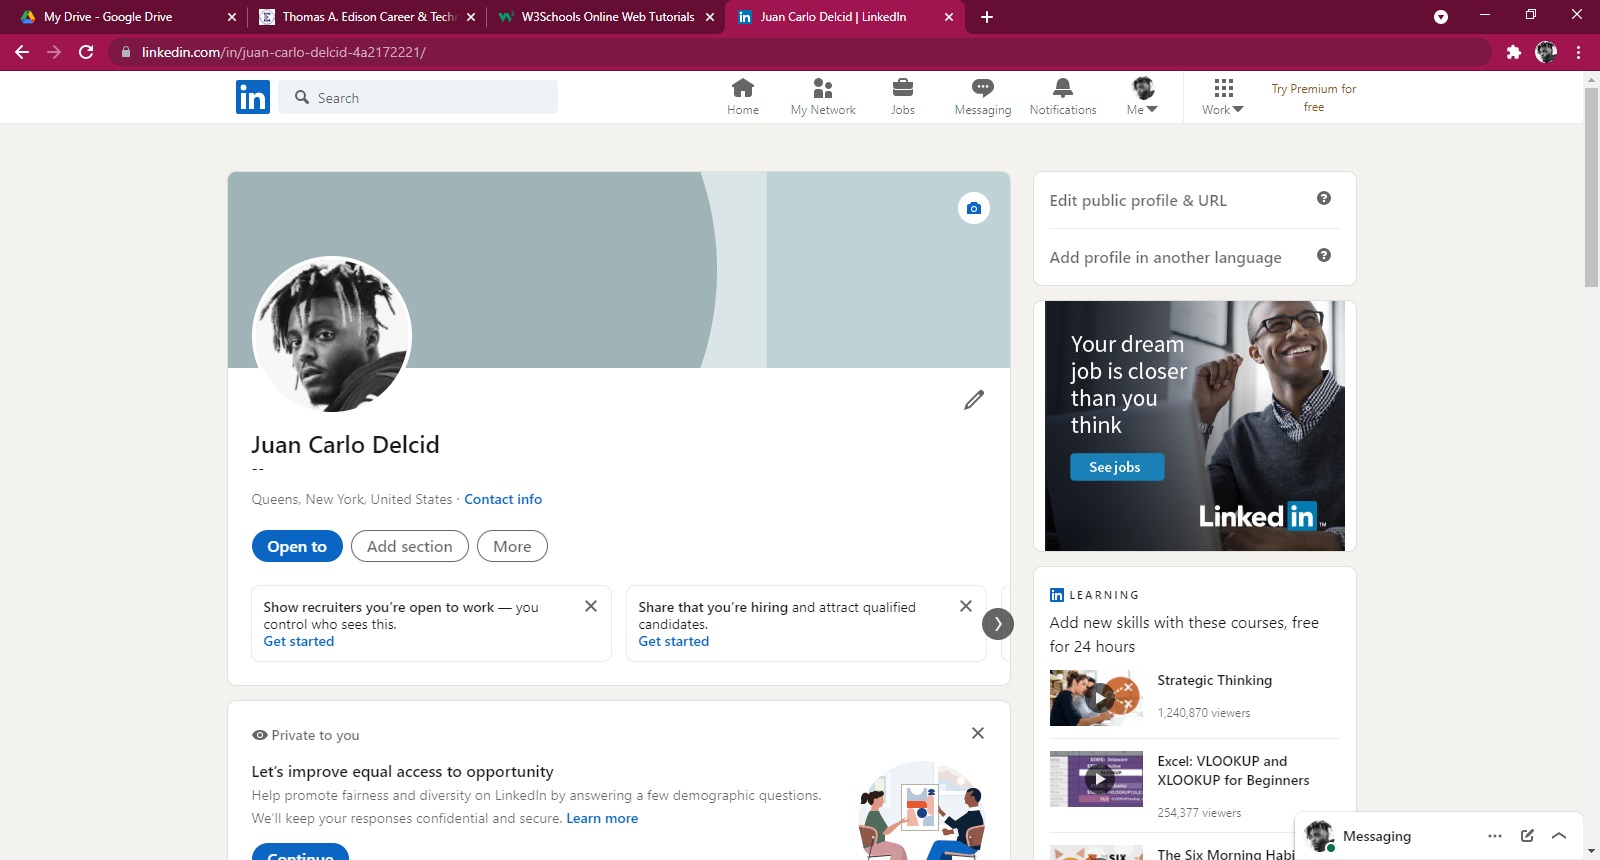 My Drive - Google Drive
Thomas A. Edison Career & Tech
W3Schools Online Web Tutorials
Juan Carlo Delcid | LinkedIn
linkedin.com/in/juan-carlo-delcid-4a2172221/
in
Search
Home
My Network
Jobs
Messaging
Notifications
Me
Work
Try Premium for
free
Juan Carlo Delcid
--
Queens, New York, United States · Contact info
Open to
Add section
More
Show recruiters you’re open to work — you
control who sees this.
Get started
Share that you’re hiring and attract qualified
candidates.
Get started
Private to you
Let’s improve equal access to opportunity
Help promote fairness and diversity on LinkedIn by answering a few demographic questions.
We’ll keep your responses confidential and secure. Learn more
Continue
Edit public profile & URL
Add profile in another language
Your dream
job is closer
than you
think
See jobs
Linked in ™
in LEARNING
Add new skills with these courses, free
for 24 hours
Strategic Thinking
1,240,870 viewers
Excel: VLOOKUP and
XLOOKUP for Beginners
254,377 viewers
The Six Morning Habi
SIX
Messaging